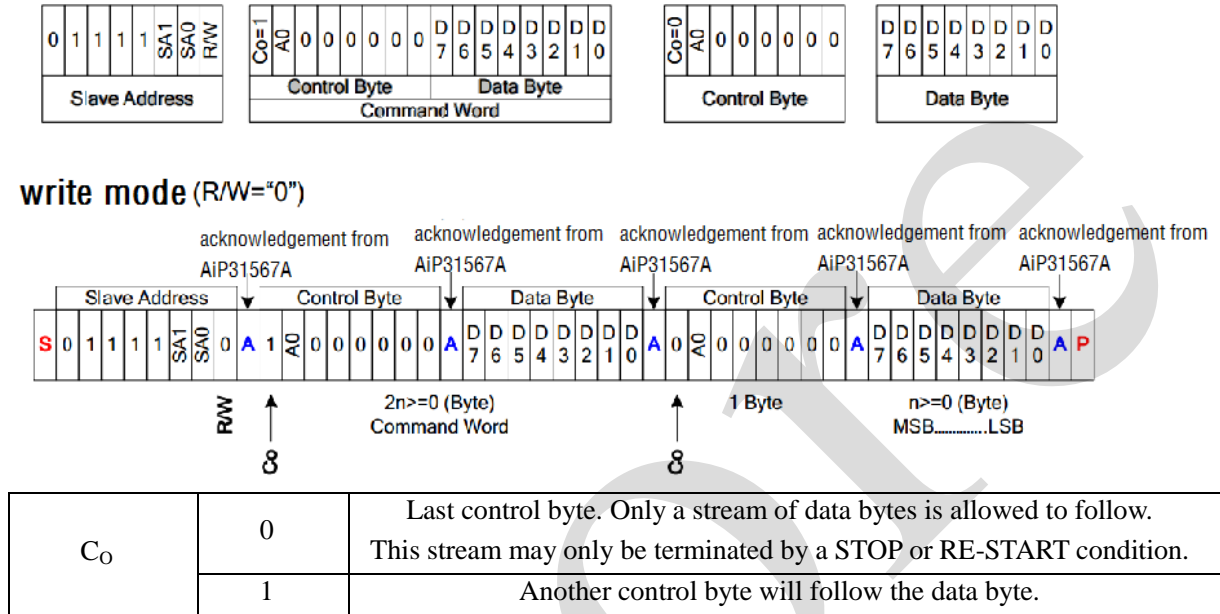 0 1 1 1 1 SA1 SA0 R/W Co=1 A0 0 0 0 0 0 0 D7 D6 D5 D4 D3 D2 D1 D0 Co=0 A0 0 0 0 0 0 0 D7 D6 D5 D4 D3 D2 D1 D0
Slave Address Control Byte Data Byte Control Byte Data Byte
Command Word
write mode (R/W="0")
acknowledgement from acknowledgement from acknowledgement from acknowledgement from acknowledgement from
AiP31567A AiP31567A AiP31567A AiP31567A AiP31567A
Slave Address Control Byte Data Byte Control Byte Data Byte
S 0 1 1 1 1 SA1 SA0 0 A 1 A0 0 0 0 0 0 0 A D7 D6 D5 D4 D3 D2 D1 D0 A 0 A0 0 0 0 0 0 0 A D7 D6 D5 D4 D3 D2 D1 D0 A P
R/W 2n>=0 (Byte) 1 Byte n>=0 (Byte)
Command Word MSB..............LSB
Co Co
0 Last control byte. Only a stream of data bytes is allowed to follow.
This stream may only be terminated by a STOP or RE-START condition.
CO
1 Another control byte will follow the data byte.